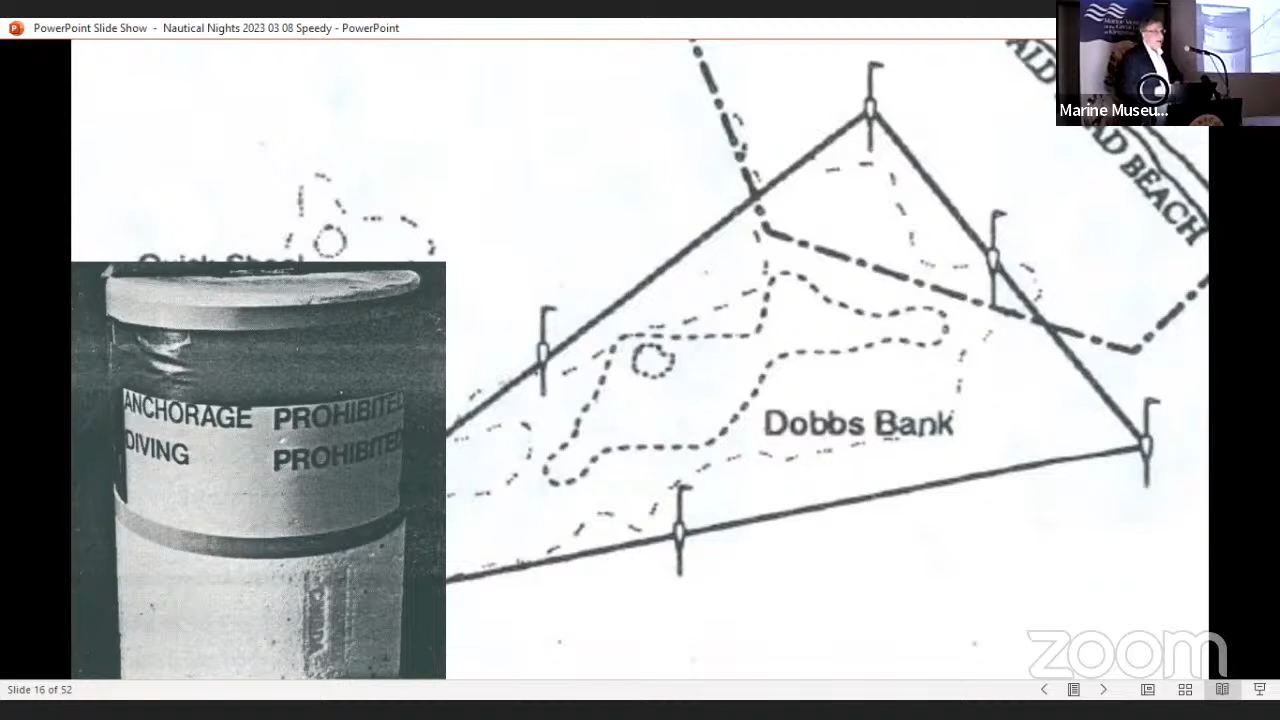 PowerPoint Slide Show - Nautical Nights 2023 03 08 Speedy - PowerPoint
Marine Museu...
BEACH
ANCHORAGE PROHIBITED
DIVING PROHIBITED
Dobbs Bank
CANADA
zoom
Slide 16 of 52